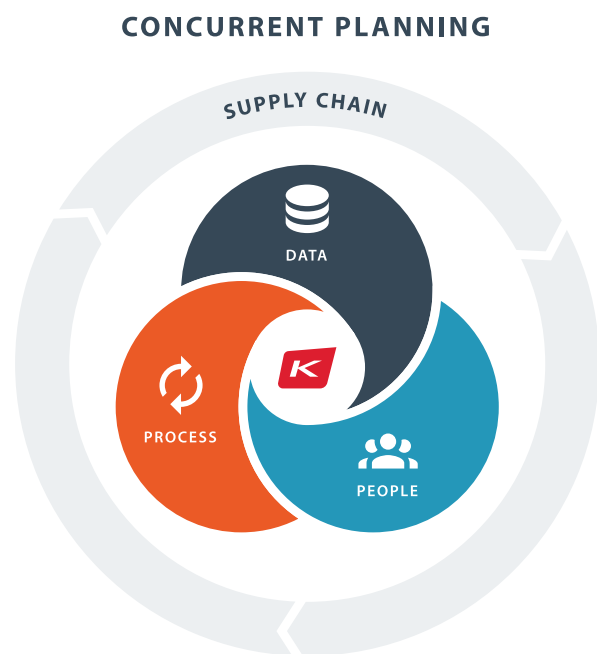 CONCURRENT PLANNING
SUPPLY CHAIN
DATA
K
PROCESS
PEOPLE